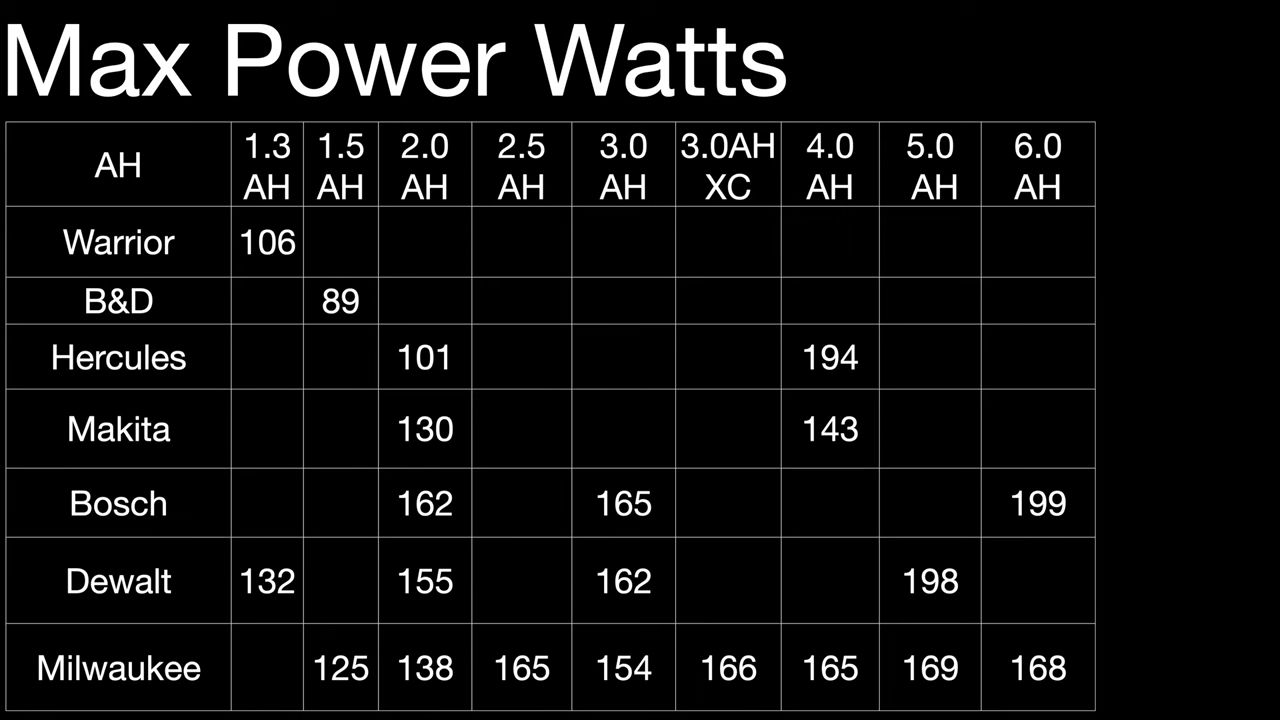 Max Power Watts
AH 1.3 AH 1.5 AH 2.0 AH 2.5 AH 3.0 AH 3.0AH XC 4.0 AH 5.0 AH 6.0 AH
Warrior 106
B&D 89
Hercules 101 194
Makita 130 143
Bosch 162 165 199
Dewalt 132 155 162 198
Milwaukee 125 138 165 154 166 165 169 168